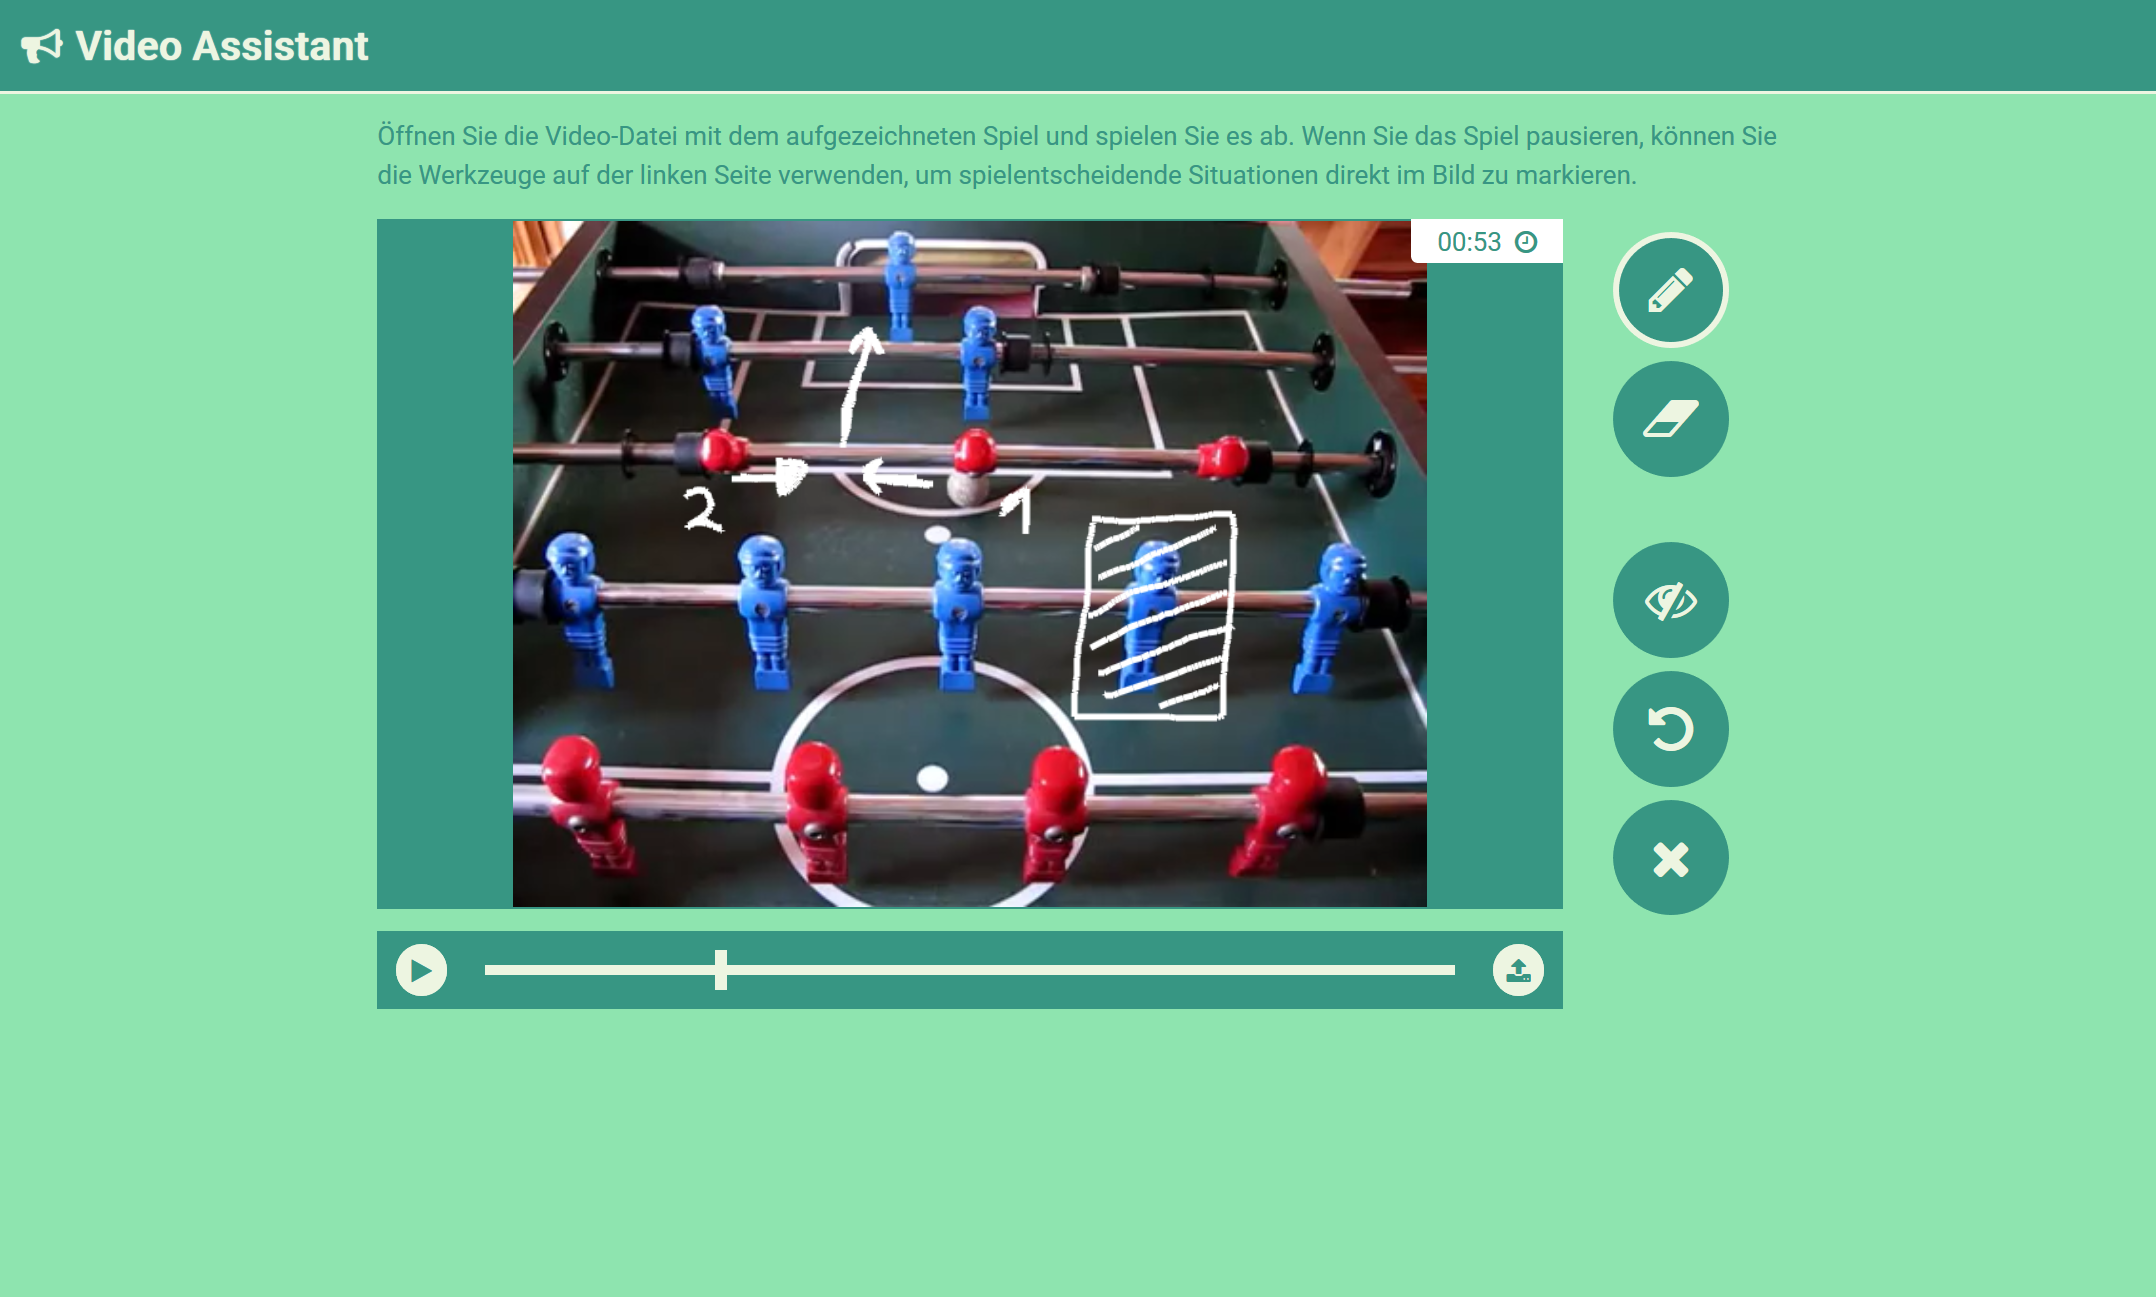 Video Assistant
Öffnen Sie die Video-Datei mit dem aufgezeichneten Spiel und spielen Sie es ab. Wenn Sie das Spiel pausieren, können Sie
die Werkzeuge auf der linken Seite verwenden, um spielentscheidende Situationen direkt im Bild zu markieren.
00:53
2
1